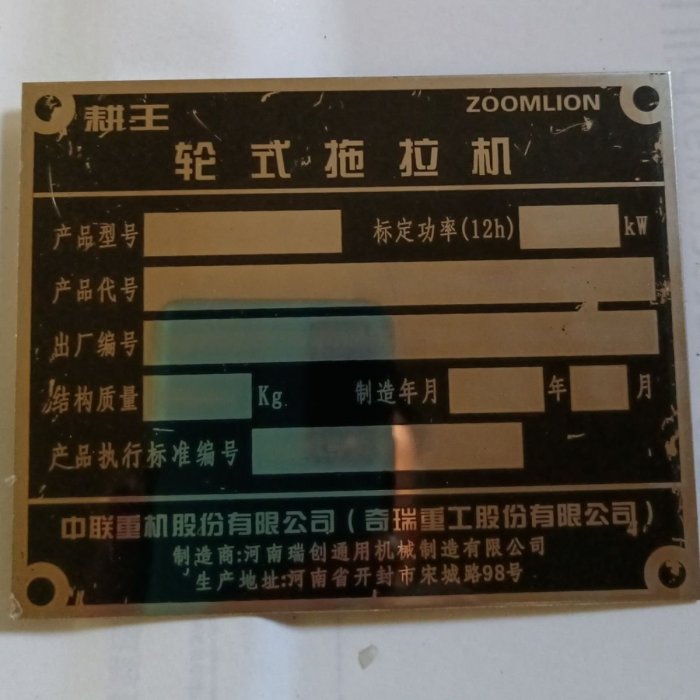 耕王 ZOOMLION
轮式拖拉机
产品型号 标定功率(12h) kW
产品代号
出厂编号
结构质量 Kg 制造年月 年 月
产品执行标准编号
中联重机股份有限公司(奇瑞重工股份有限公司)
制造商:河南瑞创通用机械制造有限公司
生产地址:河南省开封市宋城路98号